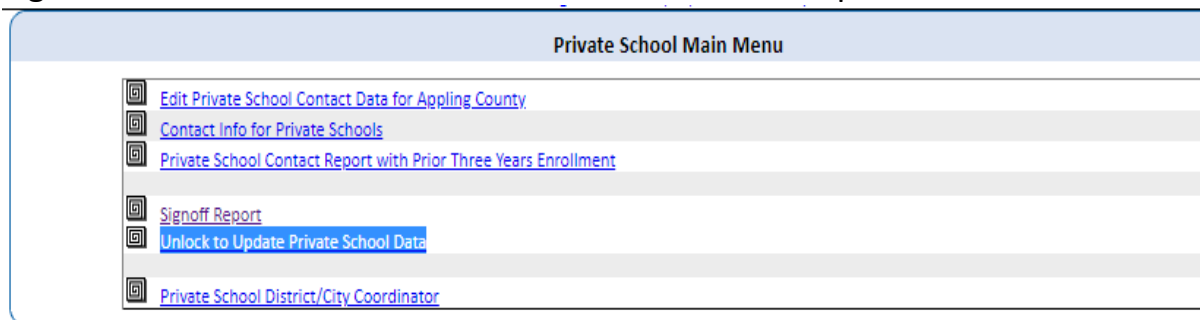 Private School Main Menu
Edit Private School Contact Data for Appling County
Contact Info for Private Schools
Private School Contact Report with Prior Three Years Enrollment
Signoff Report
Unlock to Update Private School Data
Private School District/City Coordinator